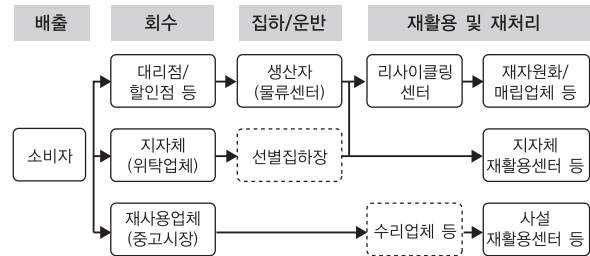 배출
회수
집하/운반
재활용 및 재처리
대리점/
할인점 등
생산자
(물류센터)
리사이클링
센터
재자원화/
매립업체 등
소비자
지자체
(위탁업체)
선별집하장
지자체
재활용센터 등
재사용업체
(중고시장)
수리업체 등
사설
재활용센터 등